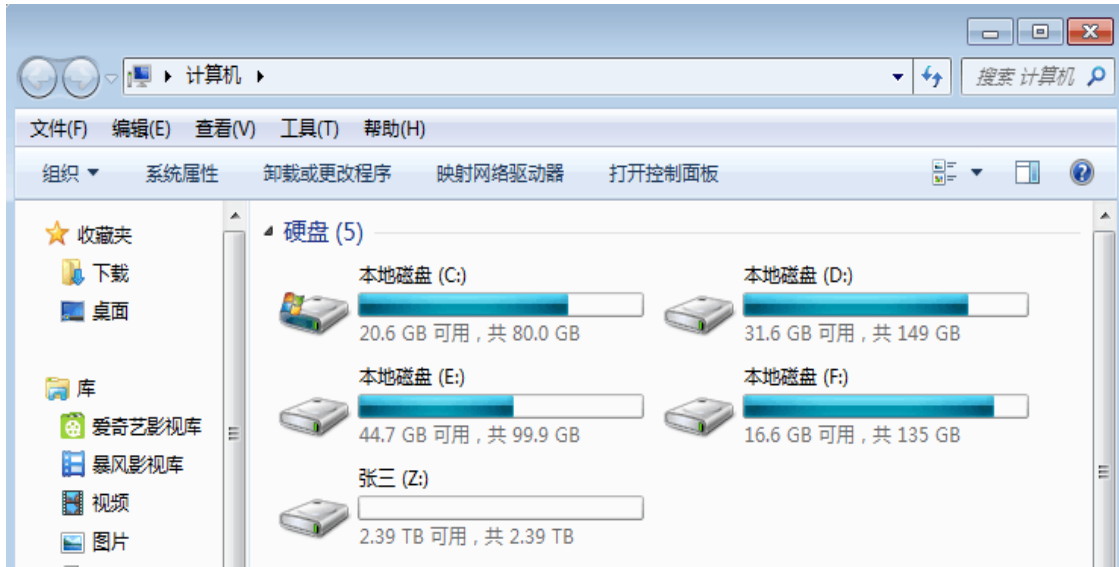 计算机
搜索 计算机
文件(F) 编辑(E) 查看(V) 工具(T) 帮助(H)
组织 系统属性 卸载或更改程序 映射网络驱动器 打开控制面板
收藏夹
下载
桌面
库
爱奇艺影视库
暴风影视库
视频
图片
硬盘 (5)
本地磁盘 (C:)
20.6 GB 可用，共 80.0 GB
本地磁盘 (D:)
31.6 GB 可用，共 149 GB
本地磁盘 (E:)
44.7 GB 可用，共 99.9 GB
本地磁盘 (F:)
16.6 GB 可用，共 135 GB
张三 (Z:)
2.39 TB 可用，共 2.39 TB